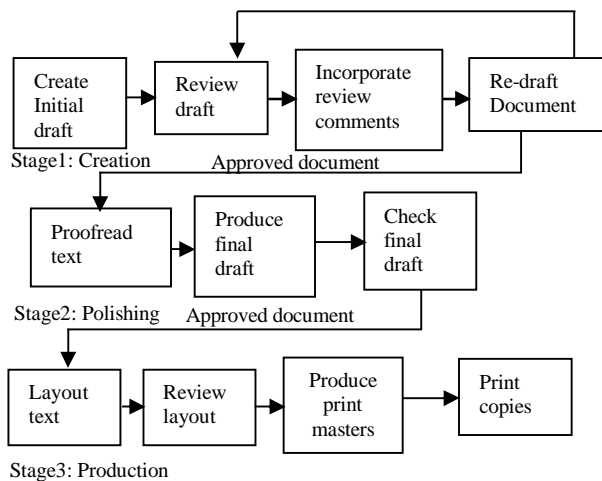 Create
Initial
draft
Review
draft
Incorporate
review
comments
Re-draft
Document
Stage1: Creation
Approved document
Proofread
text
Produce
final
draft
Check
final
draft
Stage2: Polishing
Approved document
Layout
text
Review
layout
Produce
print
masters
Print
copies
Stage3: Production